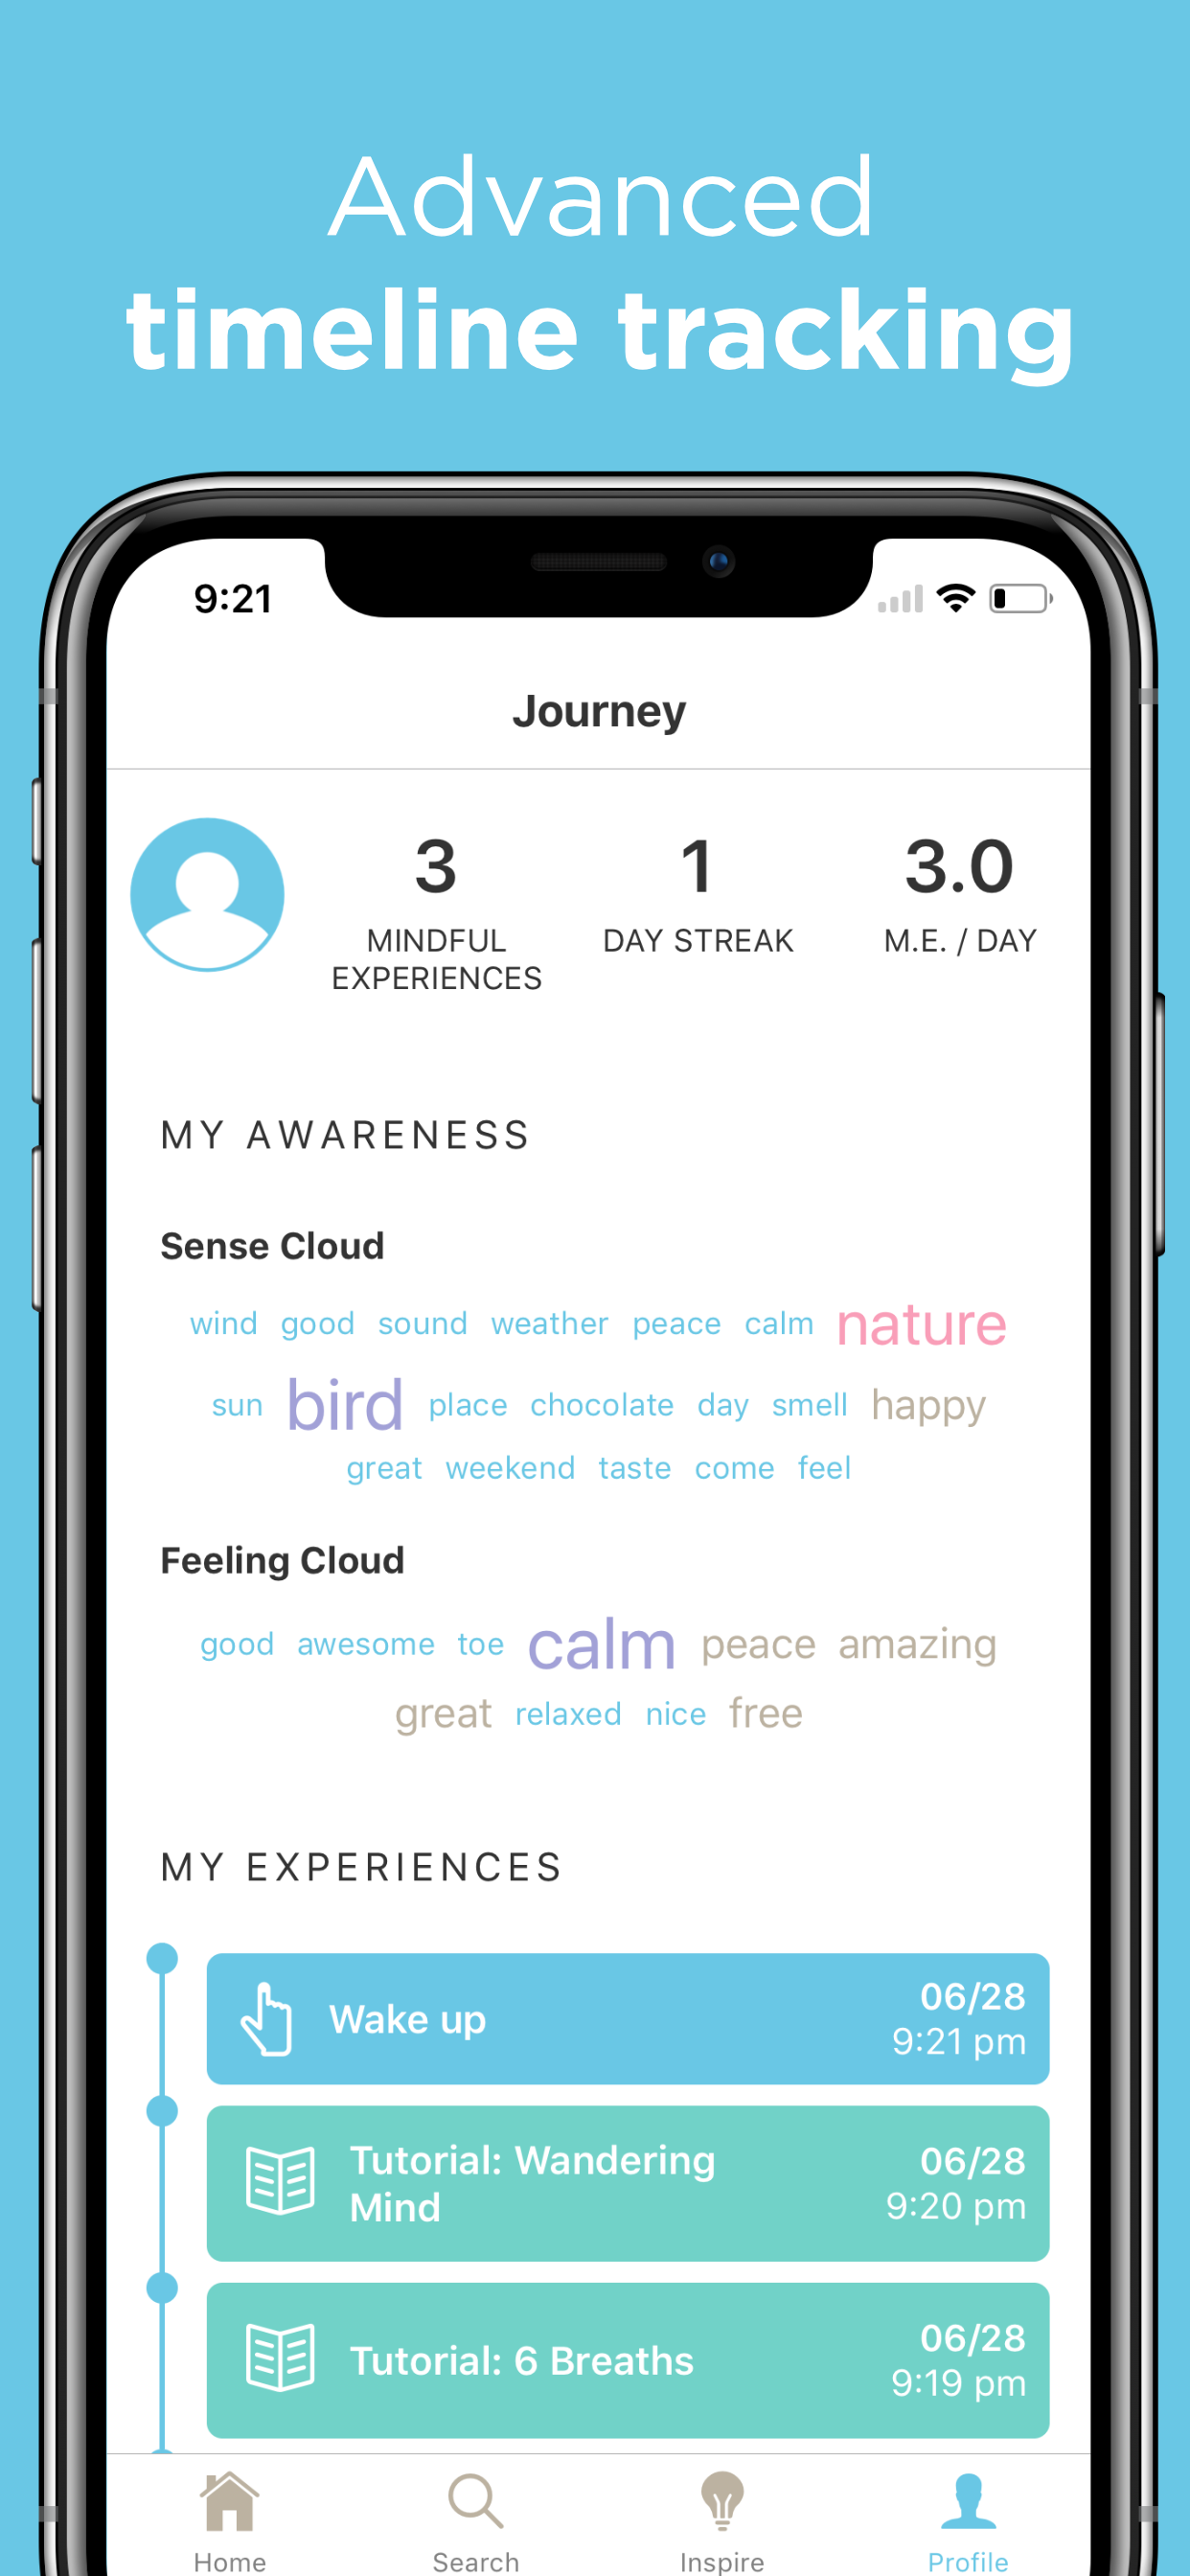 Advanced
timeline tracking
9:21
Journey
3
MINDFUL
EXPERIENCES
1
DAY STREAK
3.0
M.E. / DAY
MY AWARENESS
Sense Cloud
wind good sound weather peace calm nature
sun bird place chocolate day smell happy
great weekend taste come feel
Feeling Cloud
good awesome toe calm peace amazing
great relaxed nice free
MY EXPERIENCES
Wake up
06/28
9:21 pm
Tutorial: Wandering
Mind
06/28
9:20 pm
Tutorial: 6 Breaths
06/28
9:19 pm
Home Search Inspire Profile